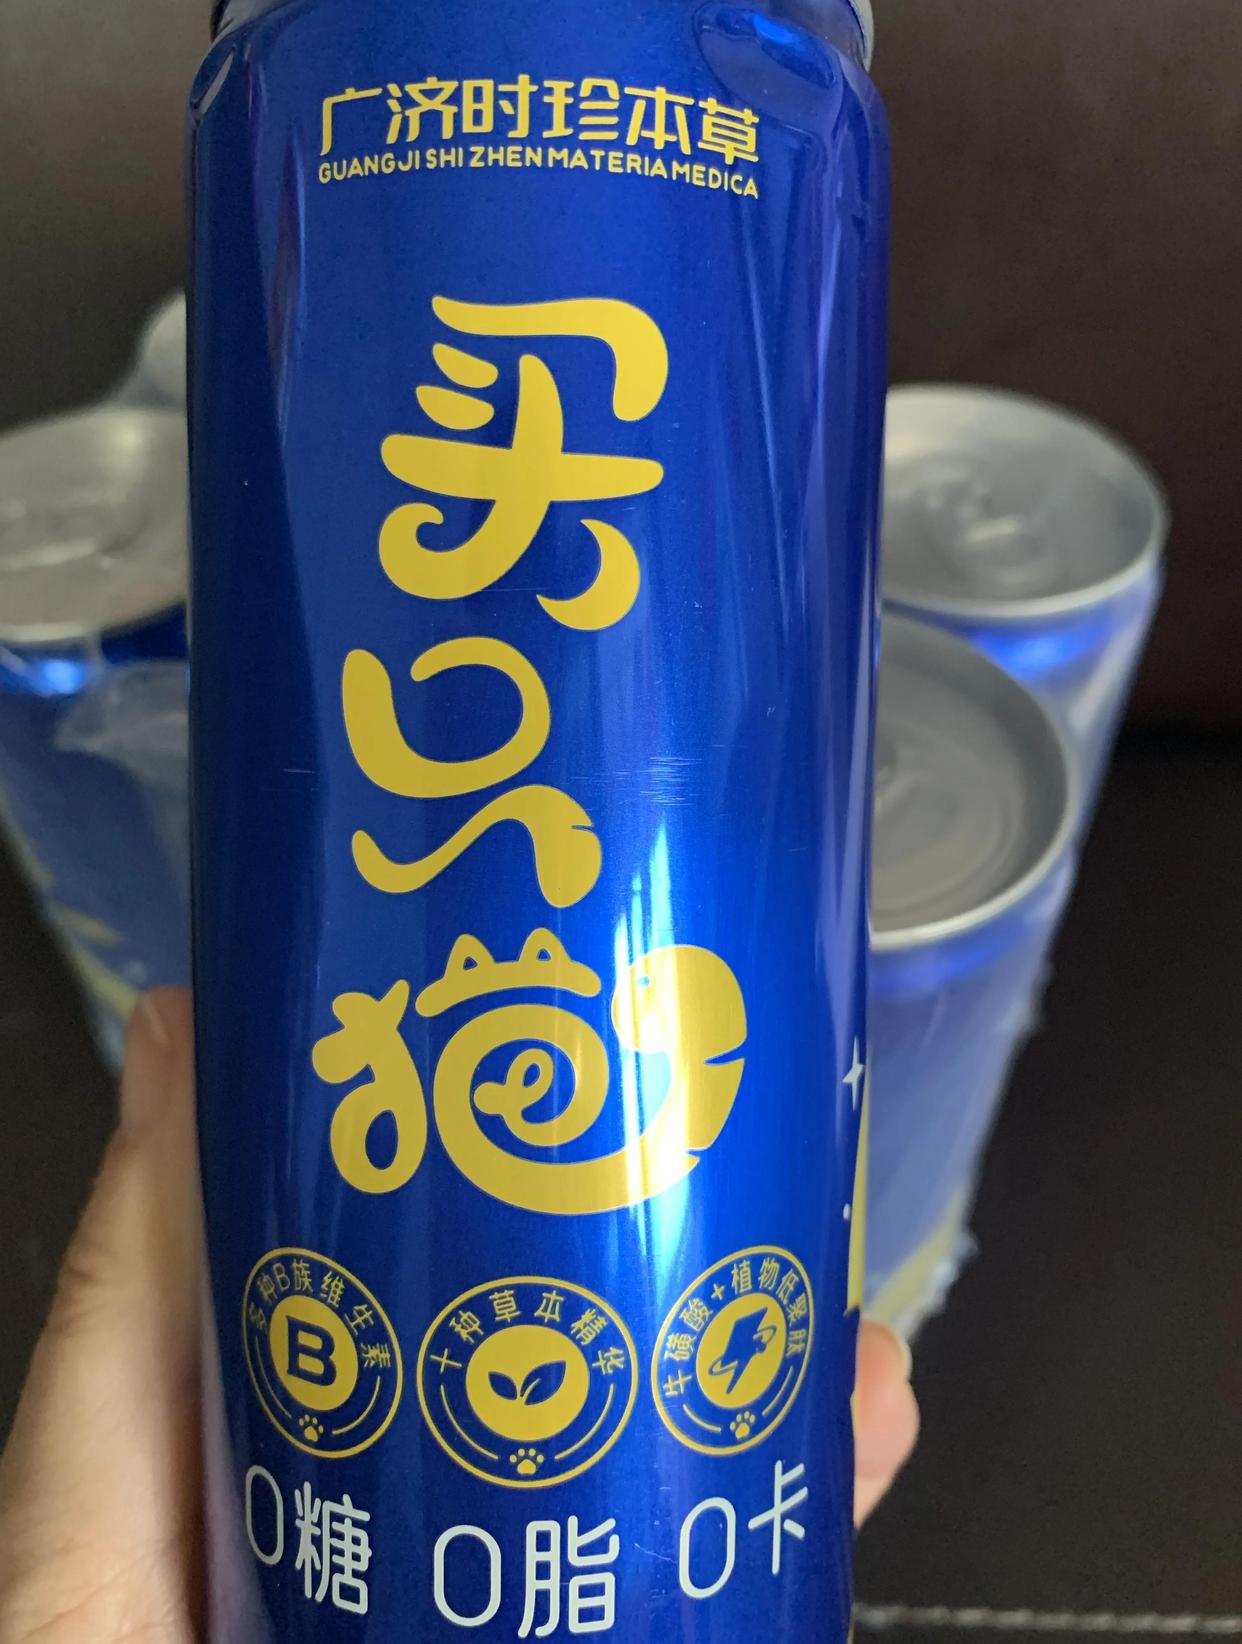 广济时珍本草
GUANGJI SHI ZHEN MATERIA MEDICA
买只猫
多种B族维生素
B
十种草本精华
牛磺酸+植物低聚肽
0糖
0脂
0卡